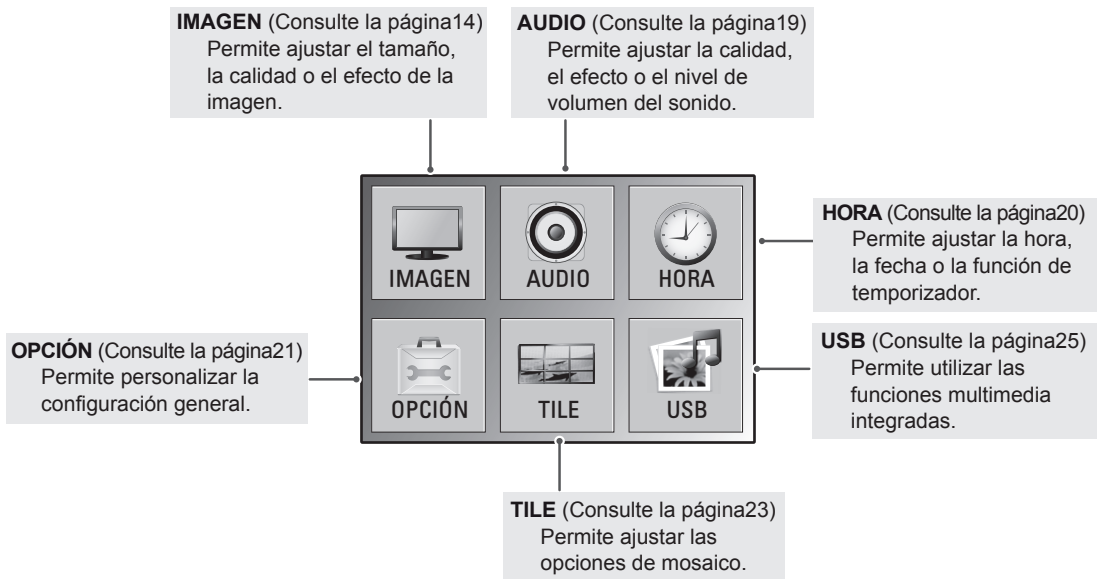 IMAGEN (Consulte la página14)
Permite ajustar el tamaño,
la calidad o el efecto de la
imagen.
AUDIO (Consulte la página19)
Permite ajustar la calidad,
el efecto o el nivel de
volumen del sonido.
IMAGEN
AUDIO
HORA
HORA (Consulte la página20)
Permite ajustar la hora,
la fecha o la función de
temporizador.
OPCIÓN (Consulte la página21)
Permite personalizar la
configuración general.
OPCIÓN
TILE
USB
USB (Consulte la página25)
Permite utilizar las
funciones multimedia
integradas.
TILE (Consulte la página23)
Permite ajustar las
opciones de mosaico.